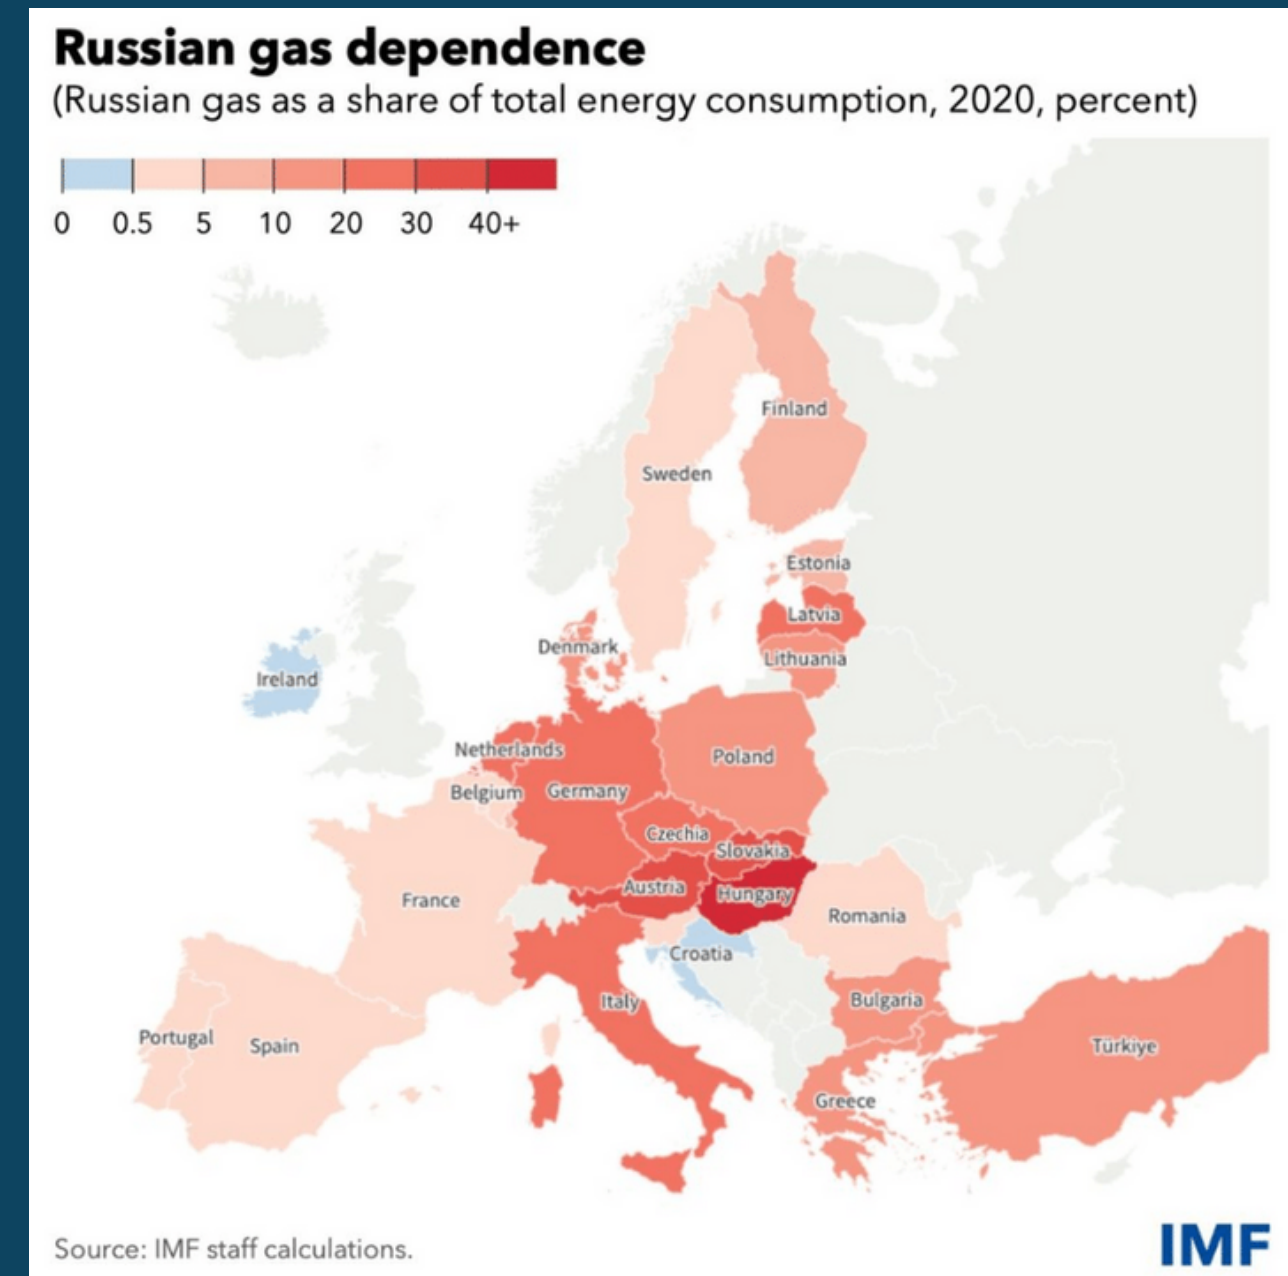 Russian gas dependence
(Russian gas as a share of total energy consumption, 2020, percent)
0 0.5 5 10 20 30 40+
Finland
Sweden
Estonia
Latvia
Denmark
Lithuania
Ireland
Netherlands
Poland
Belgium
Germany
Czechia
Slovakia
Austria
Hungary
France
Romania
Croatia
Italy
Bulgaria
Portugal
Spain
Türkiye
Greece
Source: IMF staff calculations.
IMF